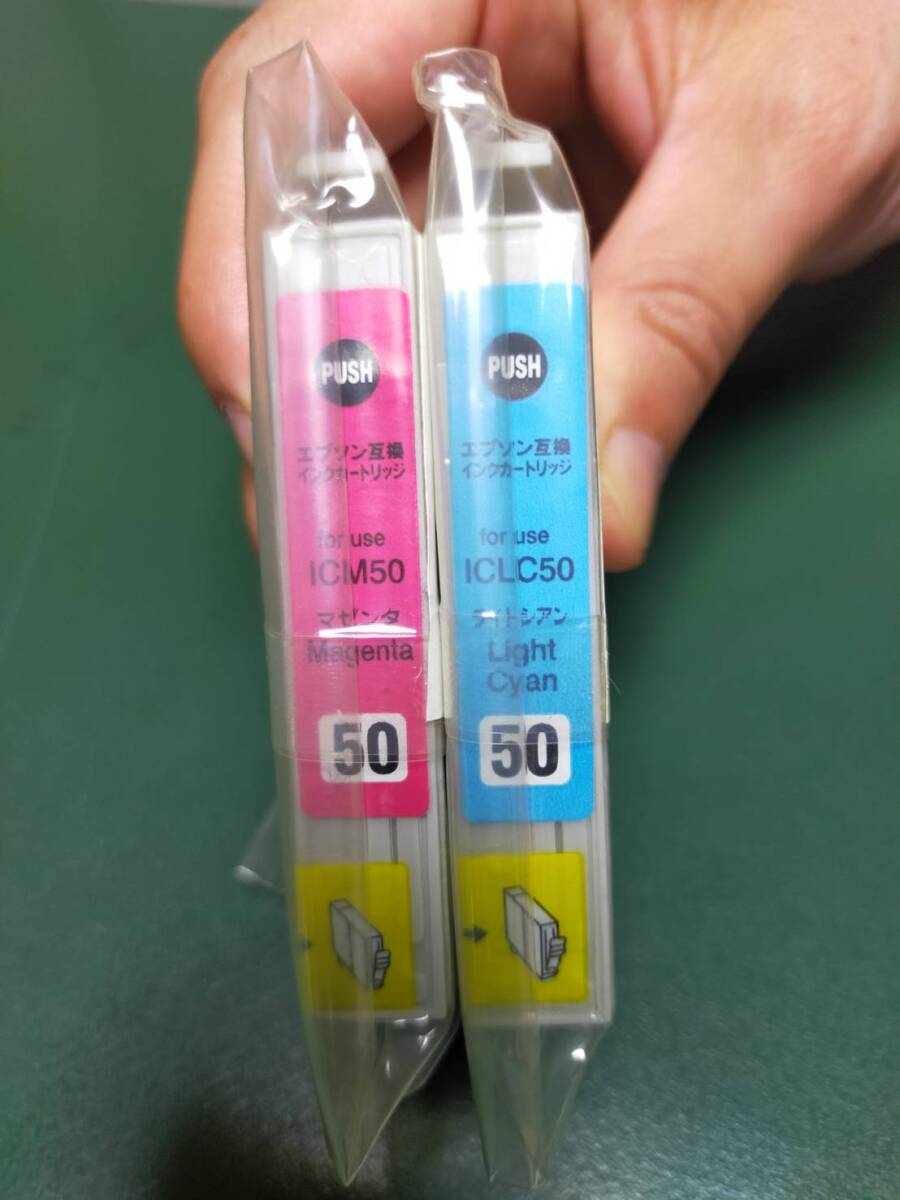 PUSH
エプソン互換
インクカートリッジ
for use
ICM50
マゼンタ
Magenta
50
PUSH
エプソン互換
インクカートリッジ
for use
ICLC50
ライトシアン
Light
Cyan
50